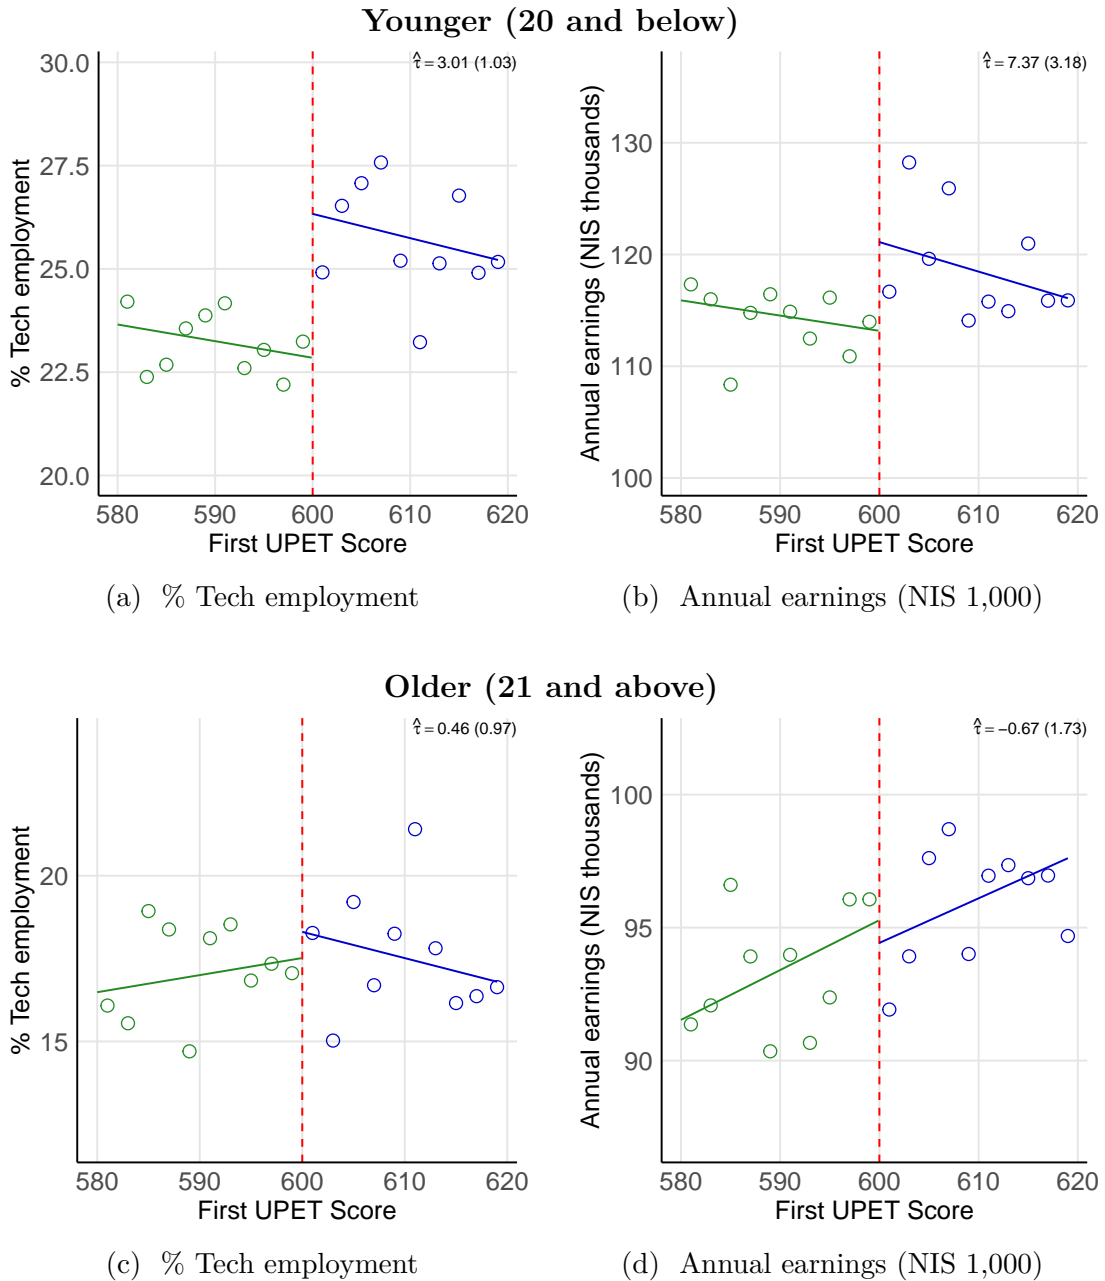 Younger (20 and below)
τ̂ = 3.01 (1.03)
% Tech employment
30.0
27.5
25.0
22.5
20.0
580 590 600 610 620
First UPET Score
(a) % Tech employment
τ̂ = 7.37 (3.18)
Annual earnings (NIS thousands)
130
120
110
100
580 590 600 610 620
First UPET Score
(b) Annual earnings (NIS 1,000)
Older (21 and above)
τ̂ = 0.46 (0.97)
% Tech employment
20
15
580 590 600 610 620
First UPET Score
(c) % Tech employment
τ̂ = −0.67 (1.73)
Annual earnings (NIS thousands)
100
95
90
580 590 600 610 620
First UPET Score
(d) Annual earnings (NIS 1,000)